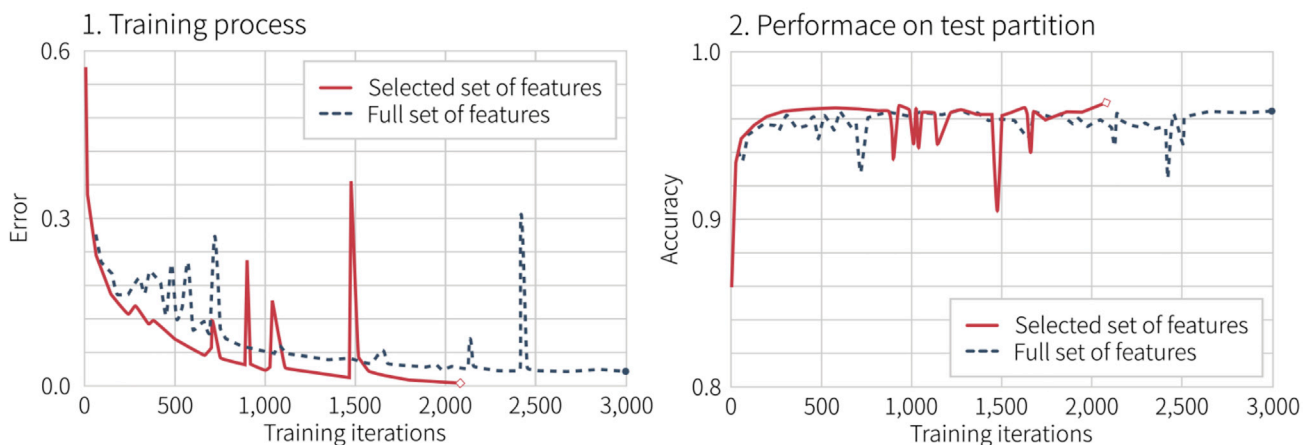 1. Training process
0.6
0.3
0.0
Error
Selected set of features
Full set of features
0 500 1,000 1,500 2,000 2,500 3,000
Training iterations
2. Performace on test partition
1.0
0.9
0.8
Accuracy
Selected set of features
Full set of features
0 500 1,000 1,500 2,000 2,500 3,000
Training iterations